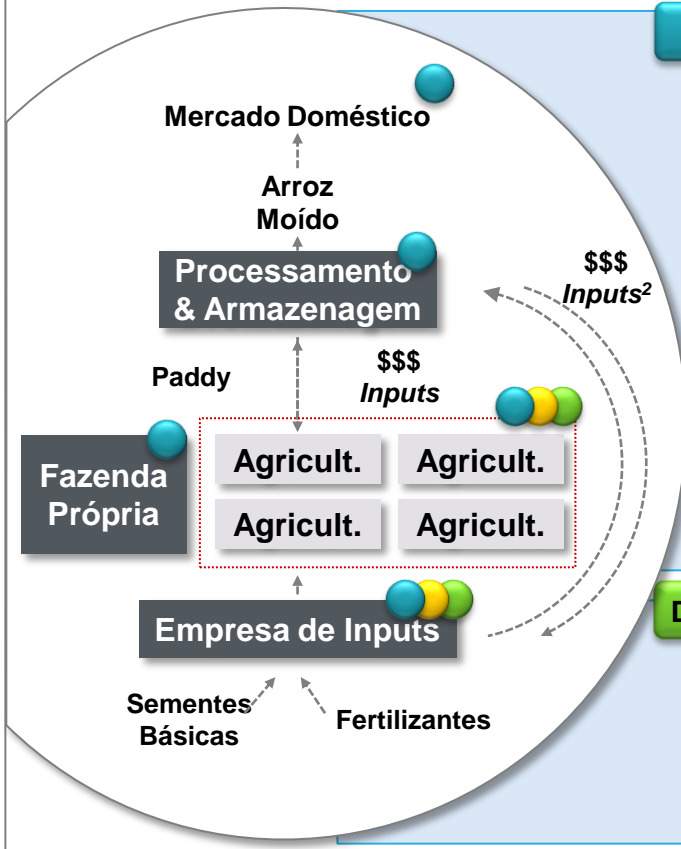 Mercado Doméstico
Arroz
Moído
Processamento
& Armazenagem
$$$
Inputs²
Paddy
$$$
Inputs
Fazenda
Própria
Agricult.
Agricult.
Agricult.
Agricult.
Empresa de Inputs
Sementes
Básicas
Fertilizantes
D